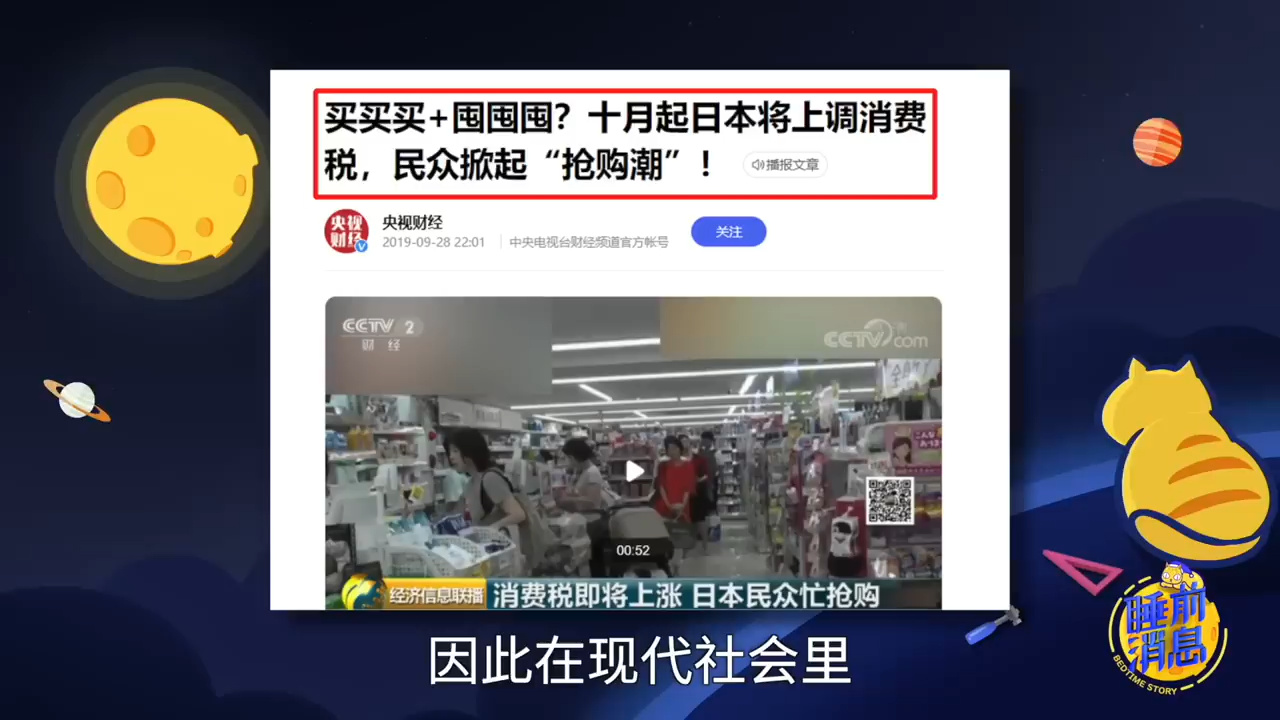 买买买+囤囤囤？十月起日本将上调消费
税，民众掀起“抢购潮”！
播报文章
央视
财经
央视财经
2019-09-28 22:01
中央电视台财经频道官方帐号
关注
CCTV 2
财 经
CCTV.com
00:52
经济信息联播
消费税即将上涨 日本民众忙抢购
睡前
消息
BEDTIME STORY
因此在现代社会里